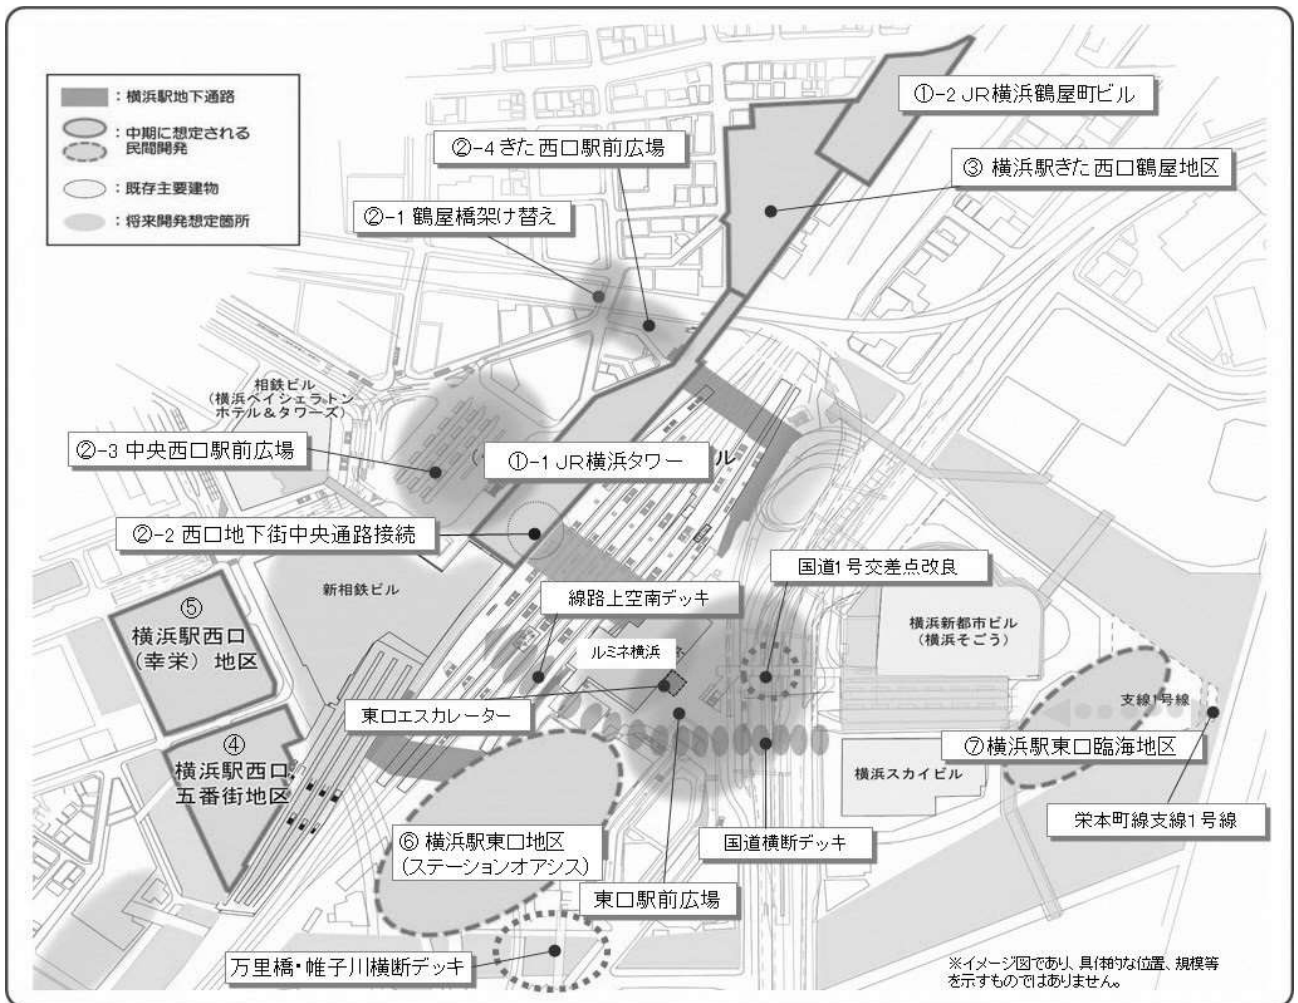 ：横浜駅地下通路
：中期に想定される
民間開発
：既存主要建物
：将来開発想定箇所
①-2 JR横浜鶴屋町ビル
②-4 きた西口駅前広場
③ 横浜駅きた西口鶴屋地区
②-1 鶴屋橋架け替え
相鉄ビル
(横浜ベイシェラトン
ホテル＆タワーズ)
②-3 中央西口駅前広場
①-1 JR横浜タワー
ル
②-2 西口地下街中央通路接続
新相鉄ビル
国道1号交差点改良
線路上空南デッキ
ルミネ横浜
横浜新都市ビル
(横浜そごう)
⑤
横浜駅西口
(幸栄) 地区
東口エスカレーター
支線1号線
④
横浜駅西口
五番街地区
⑦横浜駅東口臨海地区
横浜スカイビル
栄本町線支線1号線
⑥ 横浜駅東口地区
(ステーションオアシス)
国道横断デッキ
東口駅前広場
万里橋・帷子川横断デッキ
※イメージ図であり、具体的な位置、規模等
を示すものではありません。